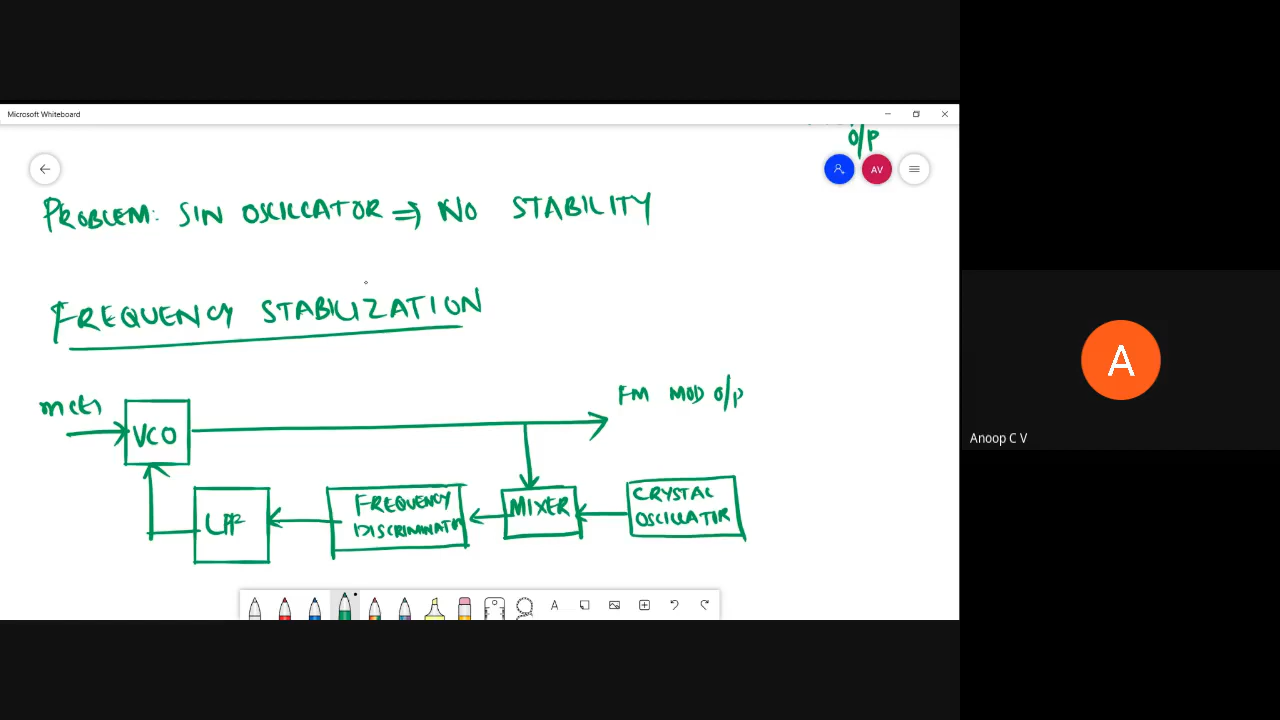 Microsoft Whiteboard
O/P
AV
PROBLEM: SIN OSCILLATOR ⇒ NO STABILITY
FREQUENCY STABILIZATION
m(t)
FM MOD O/P
VCO
LPF
FREQUENCY
DISCRIMINATOR
MIXER
CRYSTAL
OSCILLATOR
A
A
Anoop C V